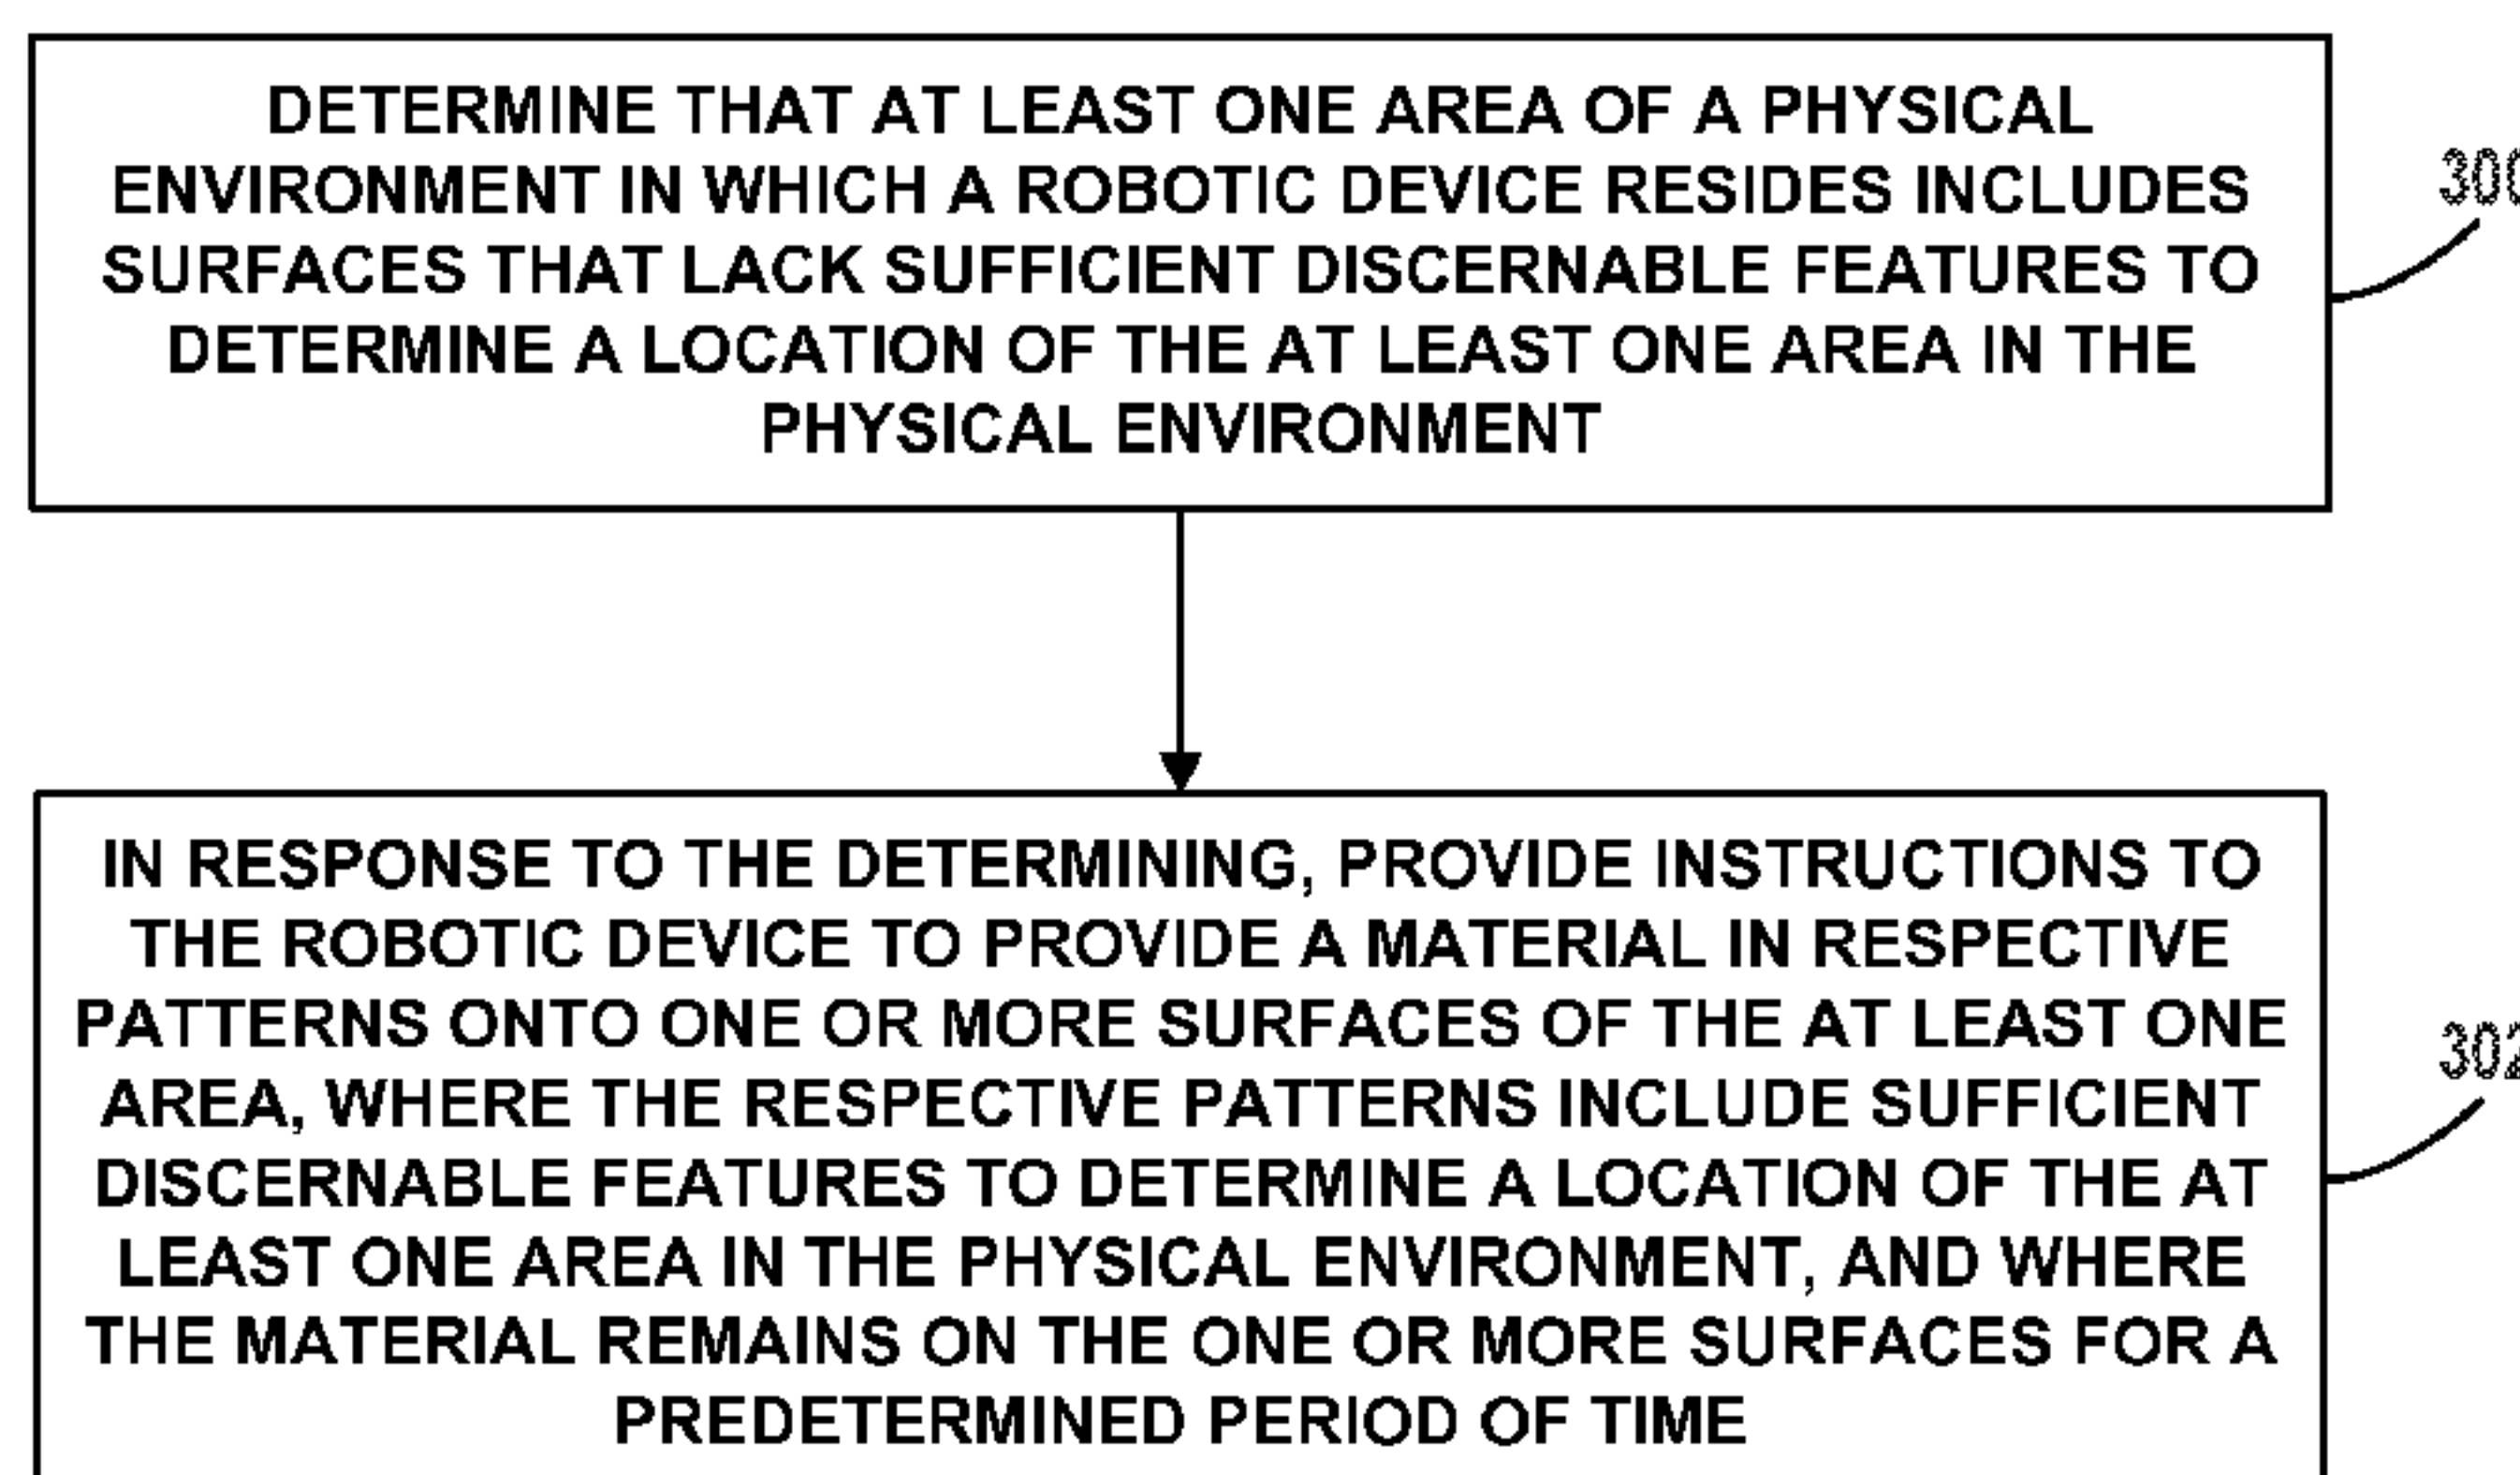 DETERMINE THAT AT LEAST ONE AREA OF A PHYSICAL
ENVIRONMENT IN WHICH A ROBOTIC DEVICE RESIDES INCLUDES
SURFACES THAT LACK SUFFICIENT DISCERNABLE FEATURES TO
DETERMINE A LOCATION OF THE AT LEAST ONE AREA IN THE
PHYSICAL ENVIRONMENT
300
IN RESPONSE TO THE DETERMINING, PROVIDE INSTRUCTIONS TO
THE ROBOTIC DEVICE TO PROVIDE A MATERIAL IN RESPECTIVE
PATTERNS ONTO ONE OR MORE SURFACES OF THE AT LEAST ONE
AREA, WHERE THE RESPECTIVE PATTERNS INCLUDE SUFFICIENT
DISCERNABLE FEATURES TO DETERMINE A LOCATION OF THE AT
LEAST ONE AREA IN THE PHYSICAL ENVIRONMENT, AND WHERE
THE MATERIAL REMAINS ON THE ONE OR MORE SURFACES FOR A
PREDETERMINED PERIOD OF TIME
302